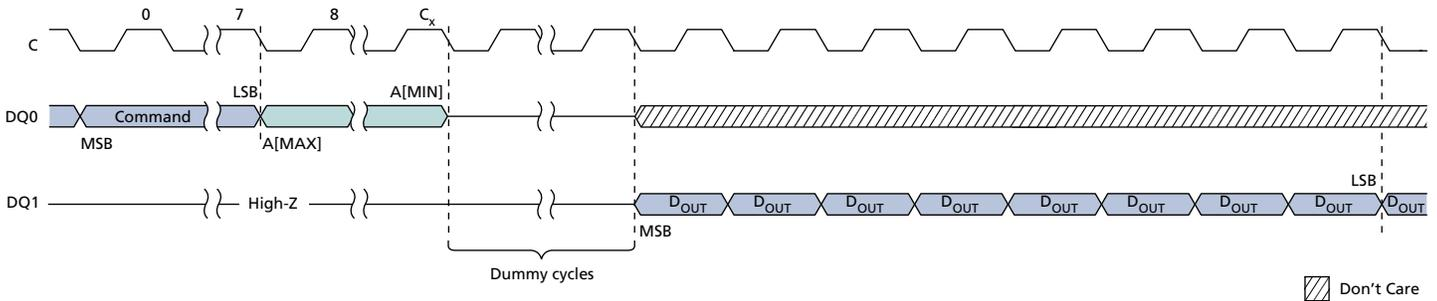 0 7 8 Cx
C
LSB A[MIN]
DQ0 Command
MSB A[MAX]
LSB
DQ1 High-Z DOUT DOUT DOUT DOUT DOUT DOUT DOUT DOUT DOUT
MSB
Dummy cycles
Don't Care